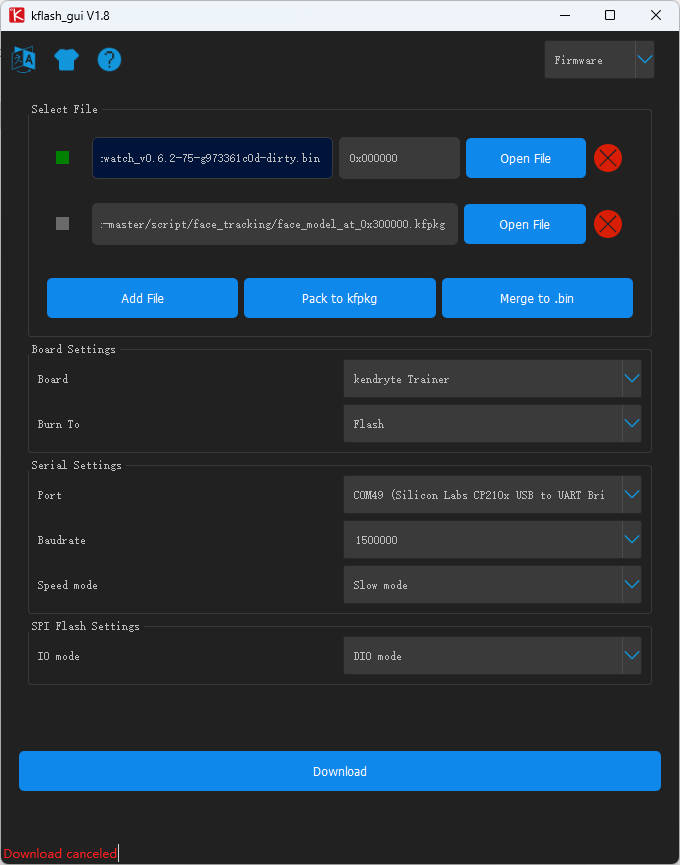 kflash_gui V1.8
Firmware
Select File
:watch_v0.6.2-75-g973361c0d-dirty.bin
0x000000
Open File
:-master/script/face_tracking/face_model_at_0x300000.kfpkg
Open File
Add File
Pack to kfpkg
Merge to .bin
Board Settings
Board
kendryte Trainer
Burn To
Flash
Serial Settings
Port
COM49 (Silicon Labs CP210x USB to UART Bri
Baudrate
1500000
Speed mode
Slow mode
SPI Flash Settings
IO mode
DIO mode
Download
Download canceled